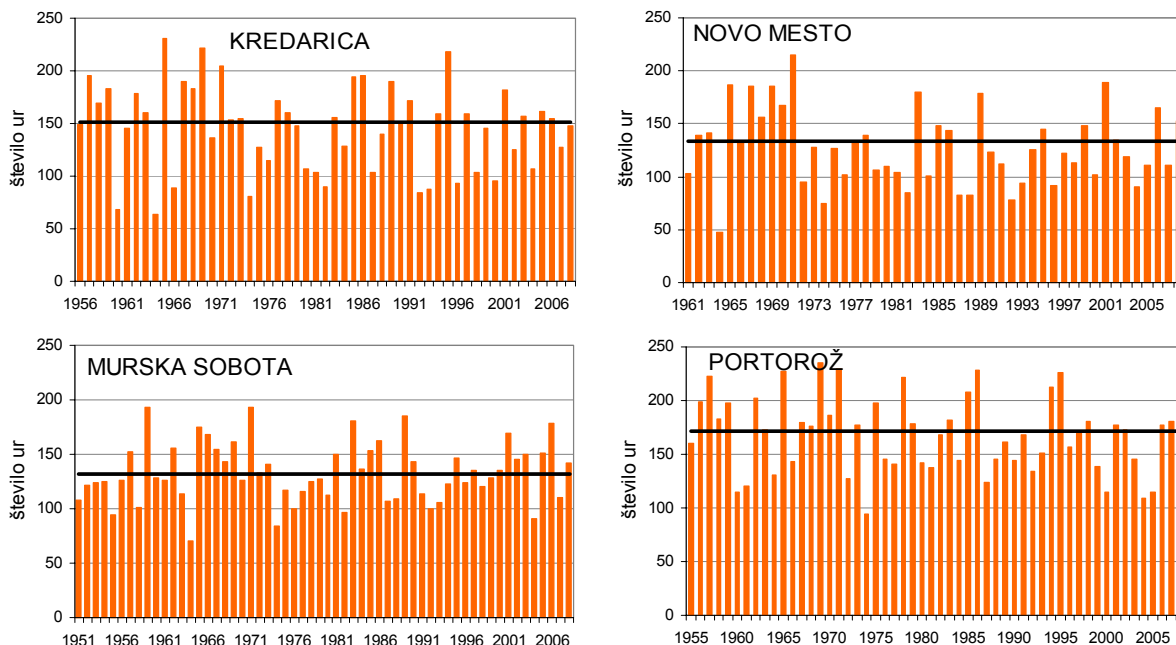 KREDARICA
število ur
250
200
150
100
50
0
1956 1961 1966 1971 1976 1981 1986 1991 1996 2001 2006
NOVO MESTO
število ur
250
200
150
100
50
0
1961 1965 1969 1973 1977 1981 1985 1989 1993 1997 2001 2005
MURSKA SOBOTA
število ur
250
200
150
100
50
0
1951 1956 1961 1966 1971 1976 1981 1986 1991 1996 2001 2006
PORTOROŽ
število ur
250
200
150
100
50
0
1955 1960 1965 1970 1975 1980 1985 1990 1995 2000 2005